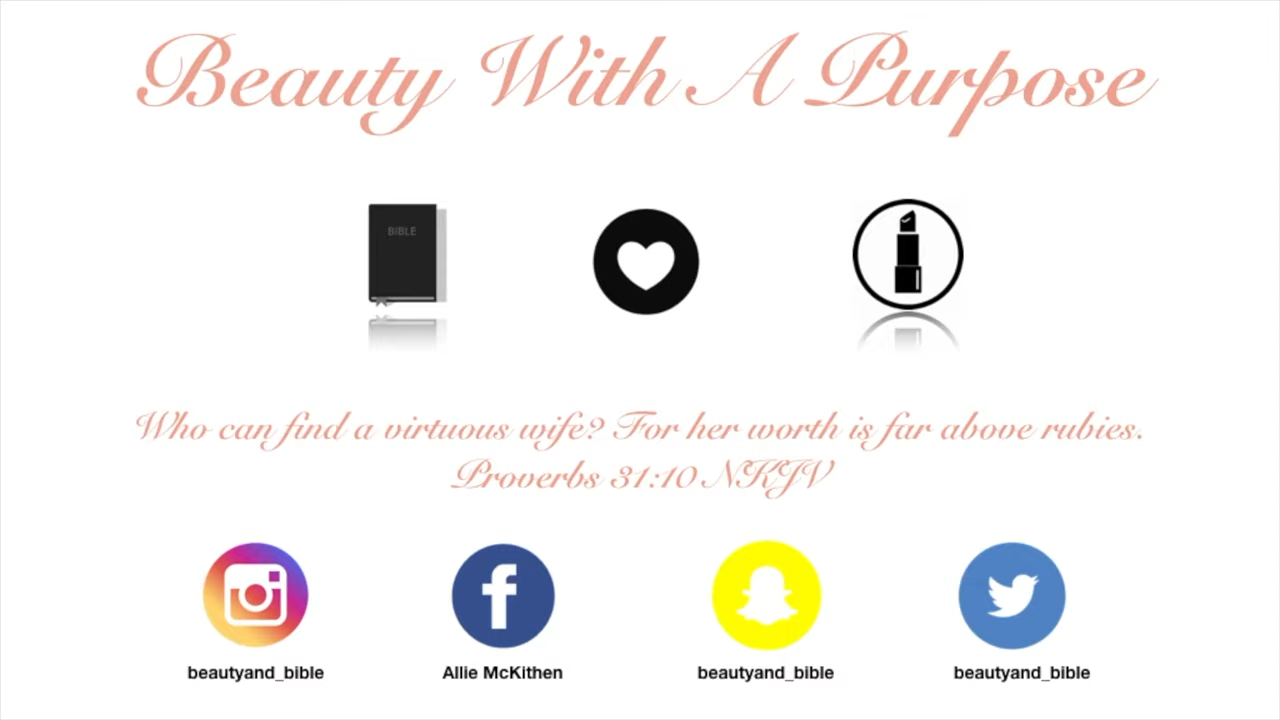 Beauty With A Purpose
BIBLE
Who can find a virtuous wife? For her worth is far above rubies.
Proverbs 31:10 NKJV
beautyand_bible
Allie McKithen
beautyand_bible
beautyand_bible